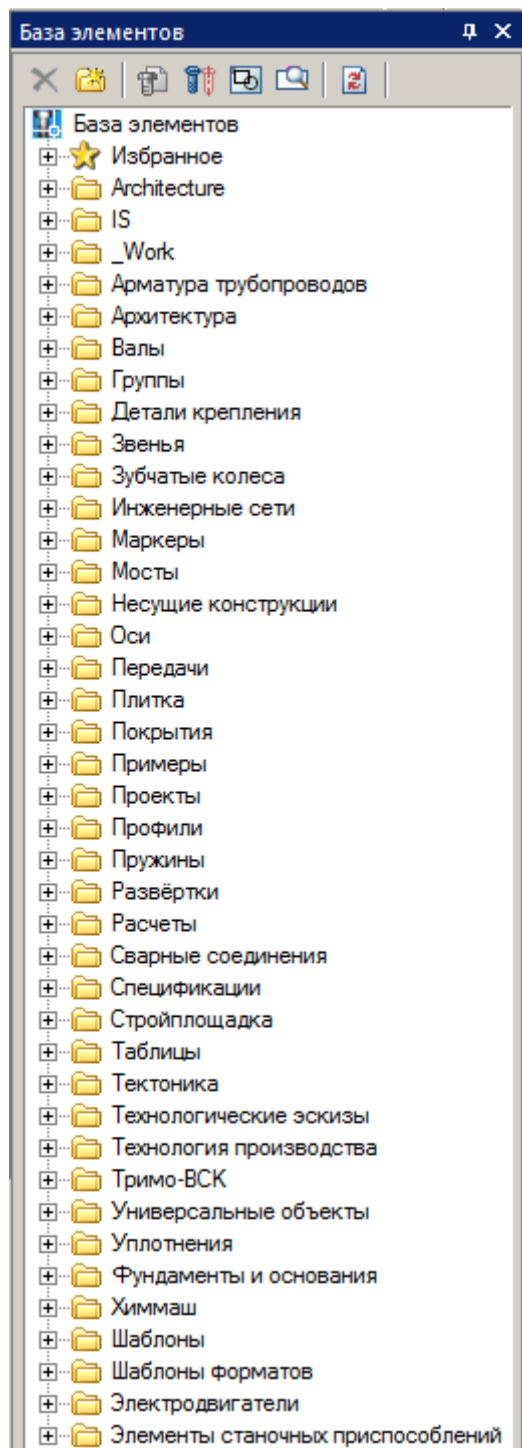 База элементов
База элементов
Избранное
Architecture
IS
_Work
Арматура трубопроводов
Архитектура
Валы
Группы
Детали крепления
Звенья
Зубчатые колеса
Инженерные сети
Маркеры
Мосты
Несущие конструкции
Оси
Передачи
Плитка
Покрытия
Примеры
Проекты
Профили
Пружины
Развёртки
Расчеты
Сварные соединения
Спецификации
Стройплощадка
Таблицы
Тектоника
Технологические эскизы
Технология производства
Тримо-ВСК
Универсальные объекты
Уплотнения
Фундаменты и основания
Химмаш
Шаблоны
Шаблоны форматов
Электродвигатели
Элементы станочных приспособлений